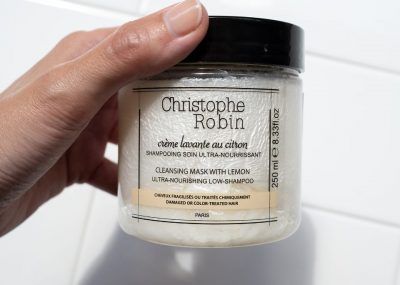 Christophe
Robin
crème lavante au citron
SHAMPOOING SOIN ULTRA-NOURRISSANT
CLEANSING MASK WITH LEMON
ULTRA-NOURISHING LOW-SHAMPOO
CHEVEUX FRAGILISÉS OU TRAITÉS CHIMIQUEMENT
DAMAGED OR COLOR-TREATED HAIR
PARIS
250 ml e 8.33fl.oz